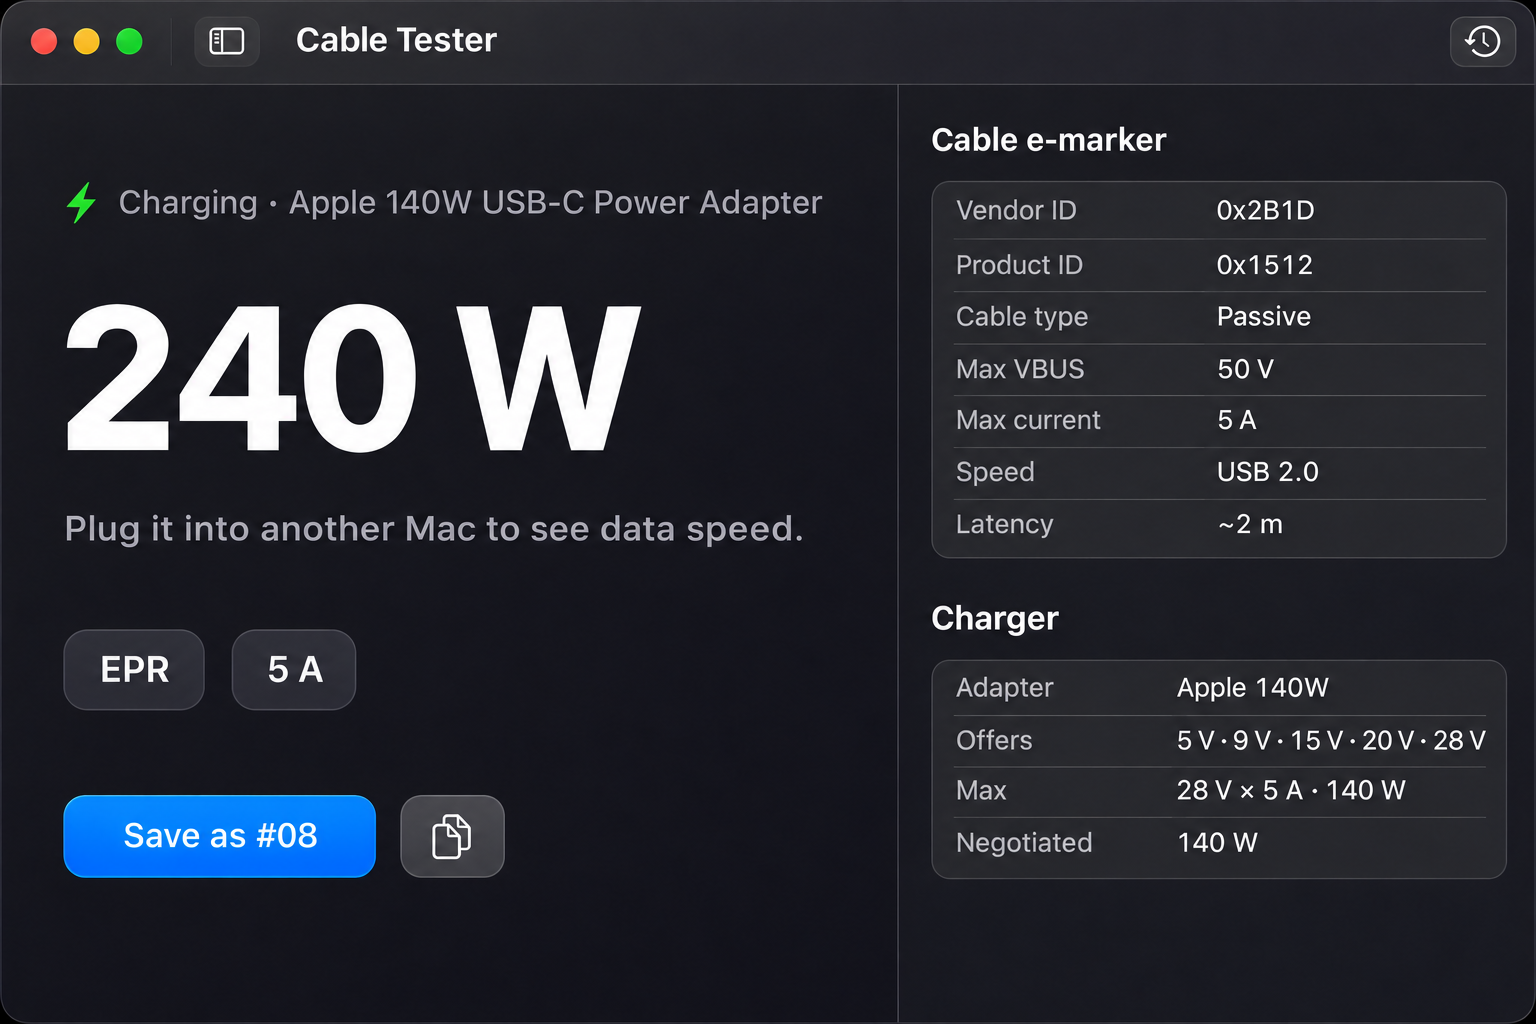 Cable Tester
Charging · Apple 140W USB-C Power Adapter
240 W
Plug it into another Mac to see data speed.
EPR
5 A
Save as #08
Cable e-marker
Vendor ID 0x2B1D
Product ID 0x1512
Cable type Passive
Max VBUS 50 V
Max current 5 A
Speed USB 2.0
Latency ~2 m
Charger
Adapter Apple 140W
Offers 5 V · 9 V · 15 V · 20 V · 28 V
Max 28 V × 5 A · 140 W
Negotiated 140 W